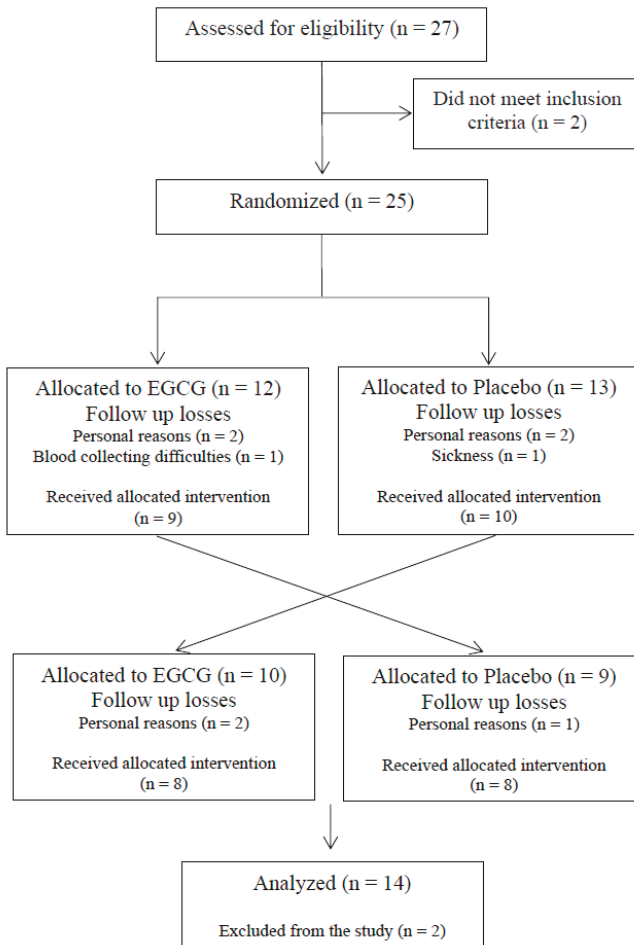 Assessed for eligibility (n = 27)
Did not meet inclusion
criteria (n = 2)
Randomized (n = 25)
Allocated to EGCG (n = 12)
Follow up losses
Personal reasons (n = 2)
Blood collecting difficulties (n = 1)
Received allocated intervention
(n = 9)
Allocated to Placebo (n = 13)
Follow up losses
Personal reasons (n = 2)
Sickness (n = 1)
Received allocated intervention
(n = 10)
Allocated to EGCG (n = 10)
Follow up losses
Personal reasons (n = 2)
Received allocated intervention
(n = 8)
Allocated to Placebo (n = 9)
Follow up losses
Personal reasons (n = 1)
Received allocated intervention
(n = 8)
Analyzed (n = 14)
Excluded from the study (n = 2)